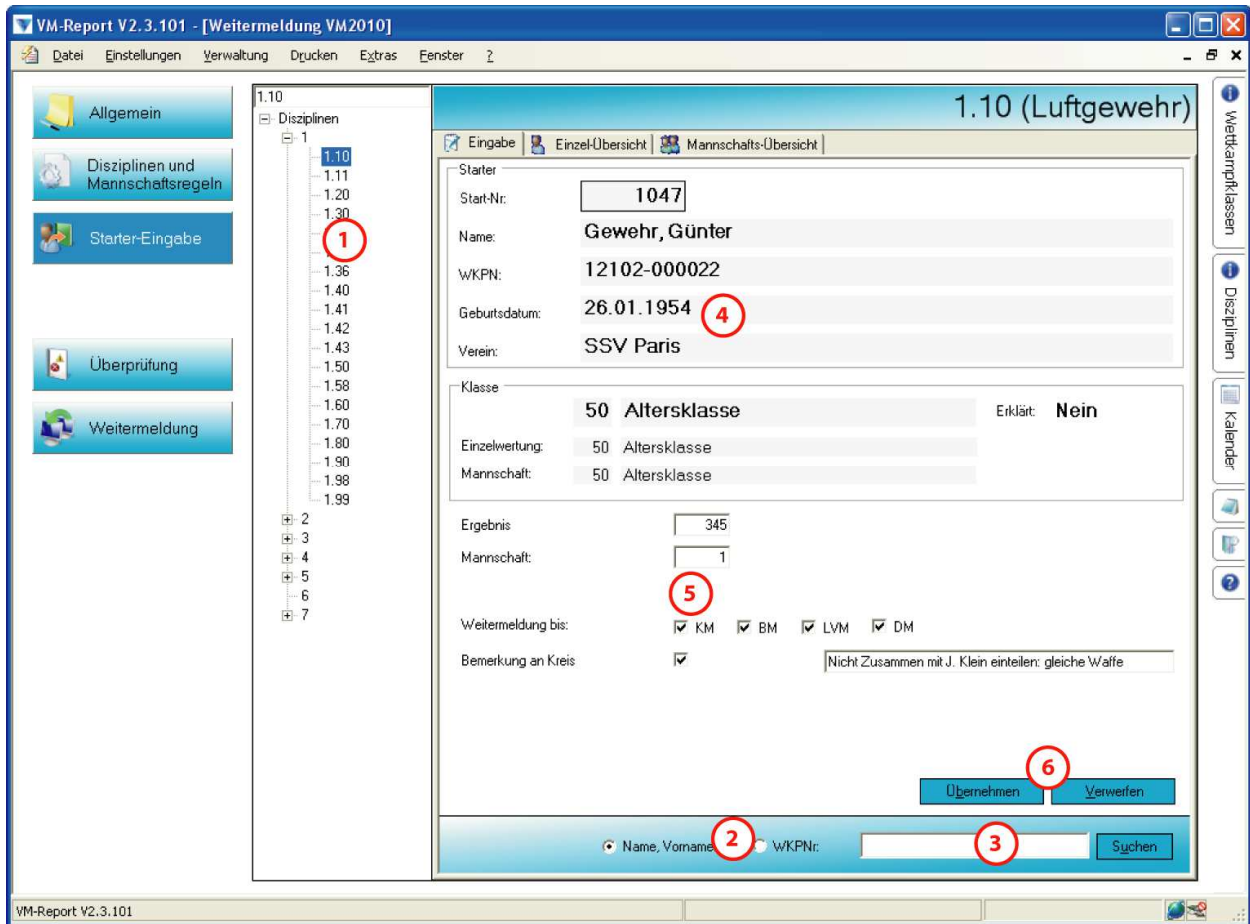 VM-Report V2.3.101 - [Weitermeldung VM2010]
Datei Einstellungen Verwaltung Drucken Extras Fenster ?
Allgemein
Disziplinen und
Mannschaftsregeln
Starter-Eingabe
Überprüfung
Weitermeldung
1.10
Disziplinen
1
1.10
1.11
1.20
1.30
1
1.36
1.40
1.41
1.42
1.43
1.50
1.58
1.60
1.70
1.80
1.90
1.98
1.99
2
3
4
5
6
7
1.10 (Luftgewehr)
Eingabe Einzel-Übersicht Mannschafts-Übersicht
Starter
Start-Nr: 1047
Name: Gewehr, Günter
WKPN: 12102-000022
Geburtsdatum: 26.01.1954 4
Verein: SSV Paris
Klasse
50 Altersklasse Erklärt: Nein
Einzelwertung: 50 Altersklasse
Mannschaft: 50 Altersklasse
Ergebnis 345
Mannschaft: 1
5
Weitermeldung bis: KM BM LVM DM
Bemerkung an Kreis Nicht Zusammen mit J. Klein einteilen: gleiche Waffe
6
Übernehmen Verwerfen
Name, Vorname 2 WKPNr: 3 Suchen
Wettkampfklassen
Disziplinen
Kalender
VM-Report V2.3.101